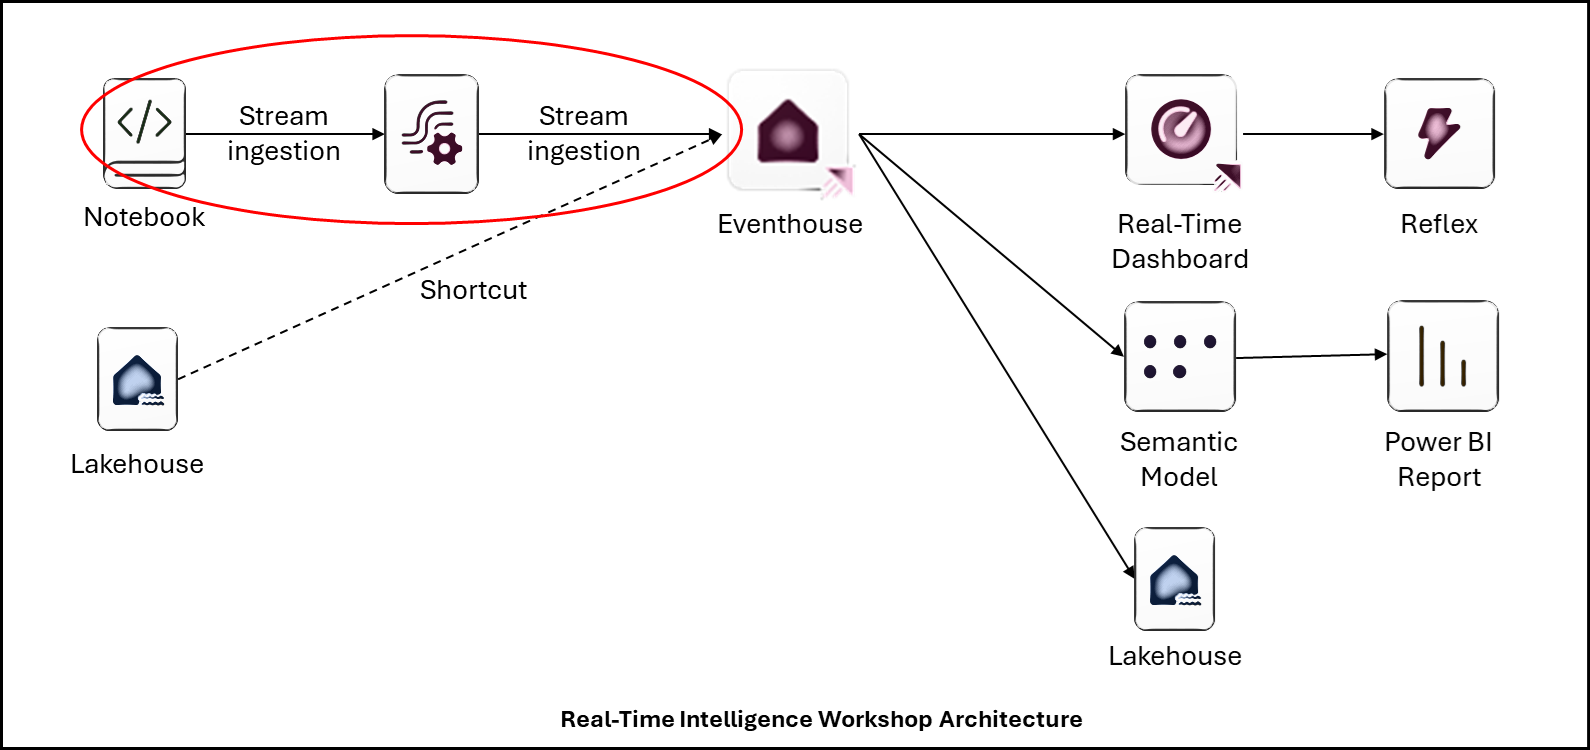 Stream
ingestion
Stream
ingestion
Notebook
Eventhouse
Real-Time
Dashboard
Reflex
Shortcut
Lakehouse
Semantic
Model
Power BI
Report
Lakehouse
Real-Time Intelligence Workshop Architecture